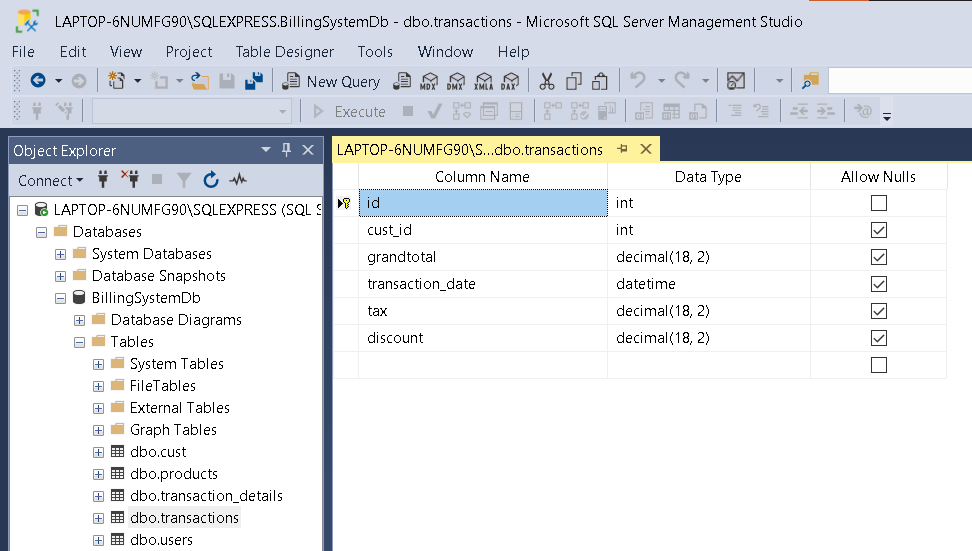 LAPTOP-6NUMFG90\SQLEXPRESS.BillingSystemDb - dbo.transactions - Microsoft SQL Server Management Studio
File Edit View Project Table Designer Tools Window Help
New Query MDX DMX XMLA DAX
Execute
Object Explorer
Connect
LAPTOP-6NUMFG90\SQLEXPRESS (SQL S
Databases
System Databases
Database Snapshots
BillingSystemDb
Database Diagrams
Tables
System Tables
FileTables
External Tables
Graph Tables
dbo.cust
dbo.products
dbo.transaction_details
dbo.transactions
dbo.users
LAPTOP-6NUMFG90\S...dbo.transactions
Column Name Data Type Allow Nulls
id int
cust_id int
grandtotal decimal(18, 2)
transaction_date datetime
tax decimal(18, 2)
discount decimal(18, 2)